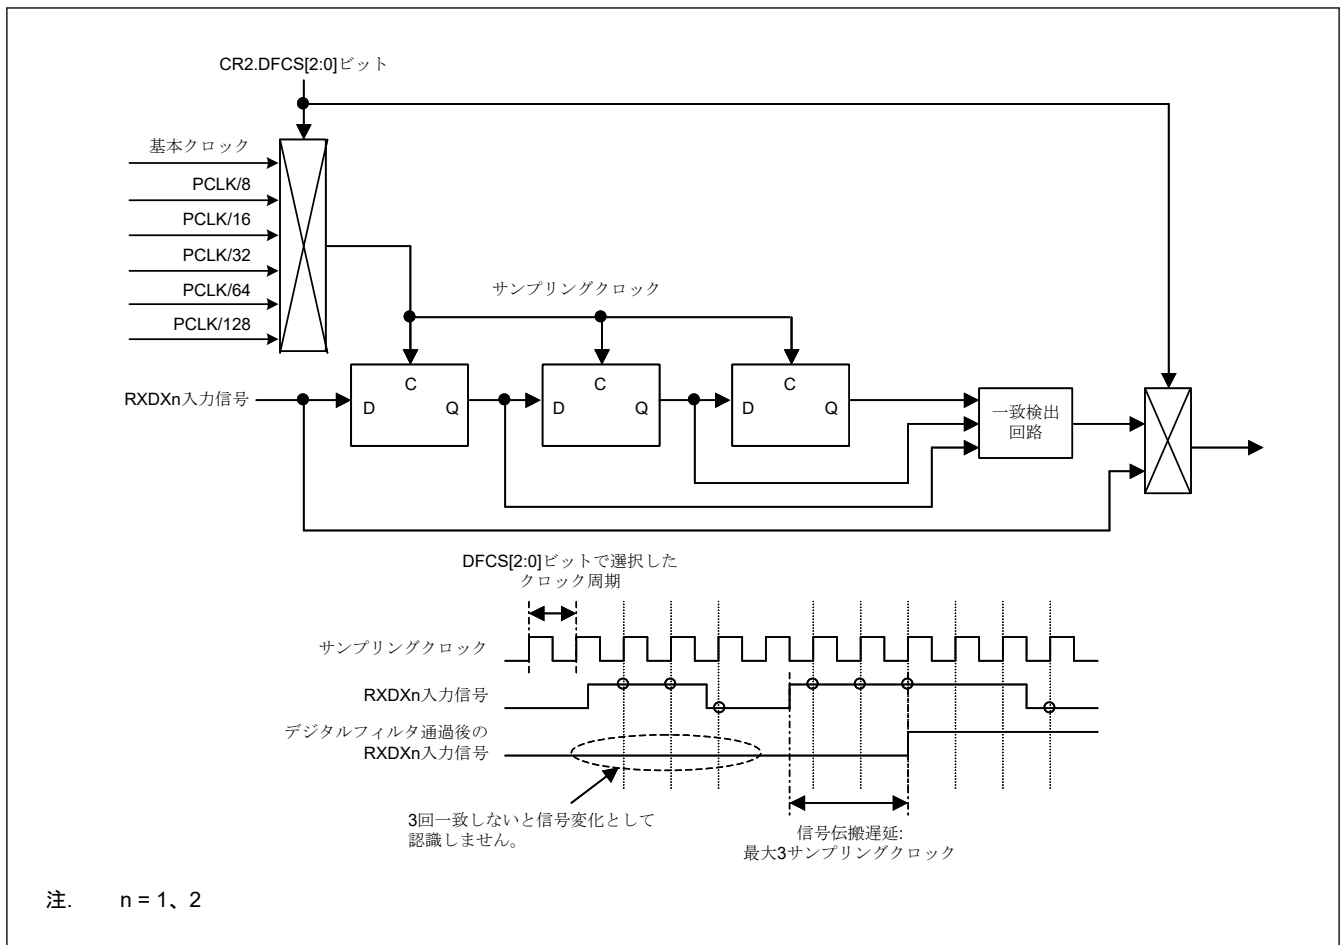 CR2.DFCS[2:0]ビット
基本クロック
PCLK/8
PCLK/16
PCLK/32
PCLK/64
PCLK/128
サンプリングクロック
RXDXn入力信号
C
D
Q
C
D
Q
C
D
Q
一致検出
回路
DFCS[2:0]ビットで選択した
クロック周期
サンプリングクロック
RXDXn入力信号
デジタルフィルタ通過後の
RXDXn入力信号
3回一致しないと信号変化として
認識しません。
信号伝搬遅延:
最大3サンプリングクロック
注. n = 1、2